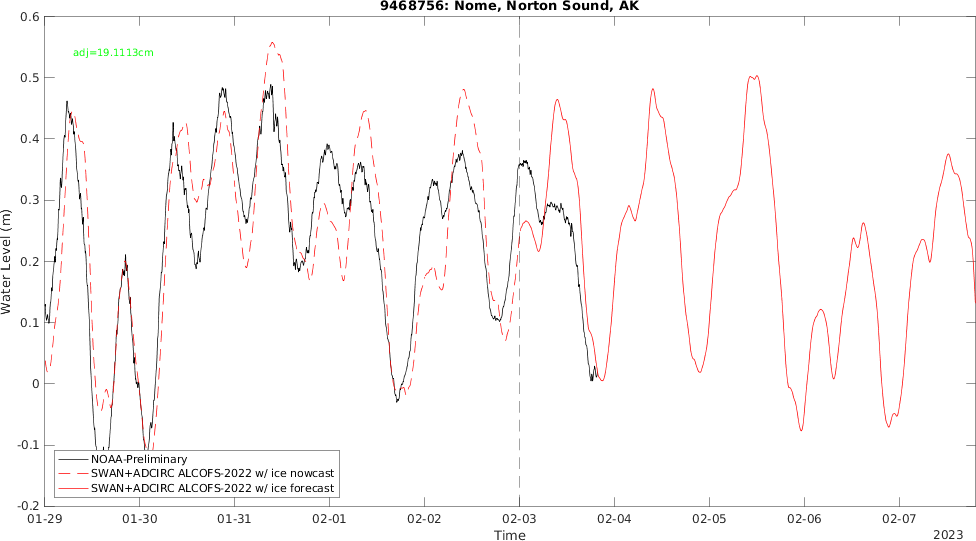 9468756: Nome, Norton Sound, AK
adj=19.1113cm
0.6
0.5
0.4
0.3
0.2
0.1
0
-0.1
-0.2
Water Level (m)
NOAA-Preliminary
SWAN+ADCIRC ALCOFS-2022 w/ ice nowcast
SWAN+ADCIRC ALCOFS-2022 w/ ice forecast
01-29 01-30 01-31 02-01 02-02 02-03 02-04 02-05 02-06 02-07
Time
2023